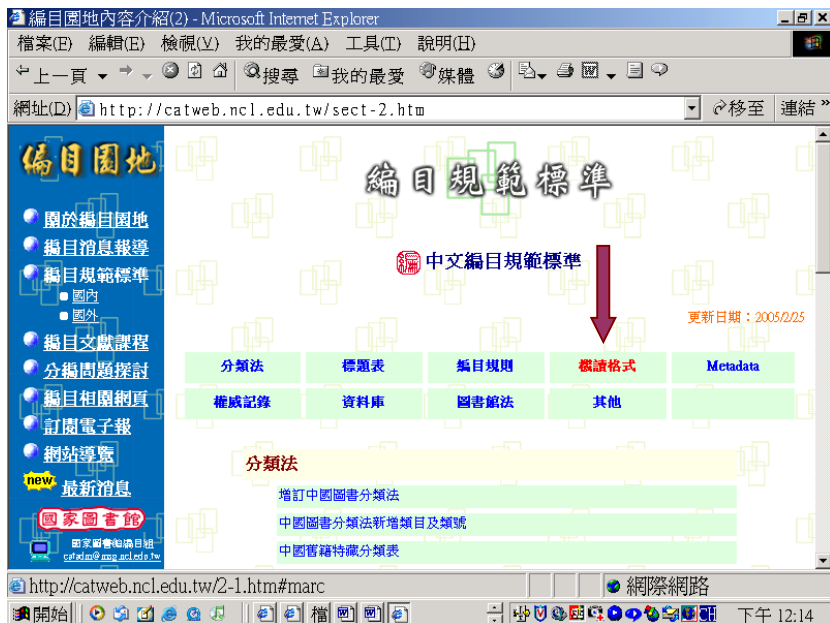 編目園地內容介紹(2) - Microsoft Internet Explorer
檔案(F) 編輯(E) 檢視(V) 我的最愛(A) 工具(T) 說明(H)
上一頁 搜尋 我的最愛 媒體
網址(D) http://catweb.ncl.edu.tw/sect-2.htm 移至 連結 »
編目園地
關於編目園地
編目消息報導
編目規範標準
國內
國外
編目文獻課程
分編問題探討
編目相關網頁
訂閱電子報
網站導覽
new 最新消息
國家圖書館
國家圖書館編目組
編目規範標準
編 中文編目規範標準
更新日期：2005/2/25
分類法 標題表 編目規則 機讀格式 Metadata
權威記錄 資料庫 圖書館法 其他
分類法
增訂中國圖書分類法
中國圖書分類法新增類目及類號
中國舊籍特藏分類表
http://catweb.ncl.edu.tw/2-1.htm#marc 網際網路
開始 檔 CH 下午 12:14